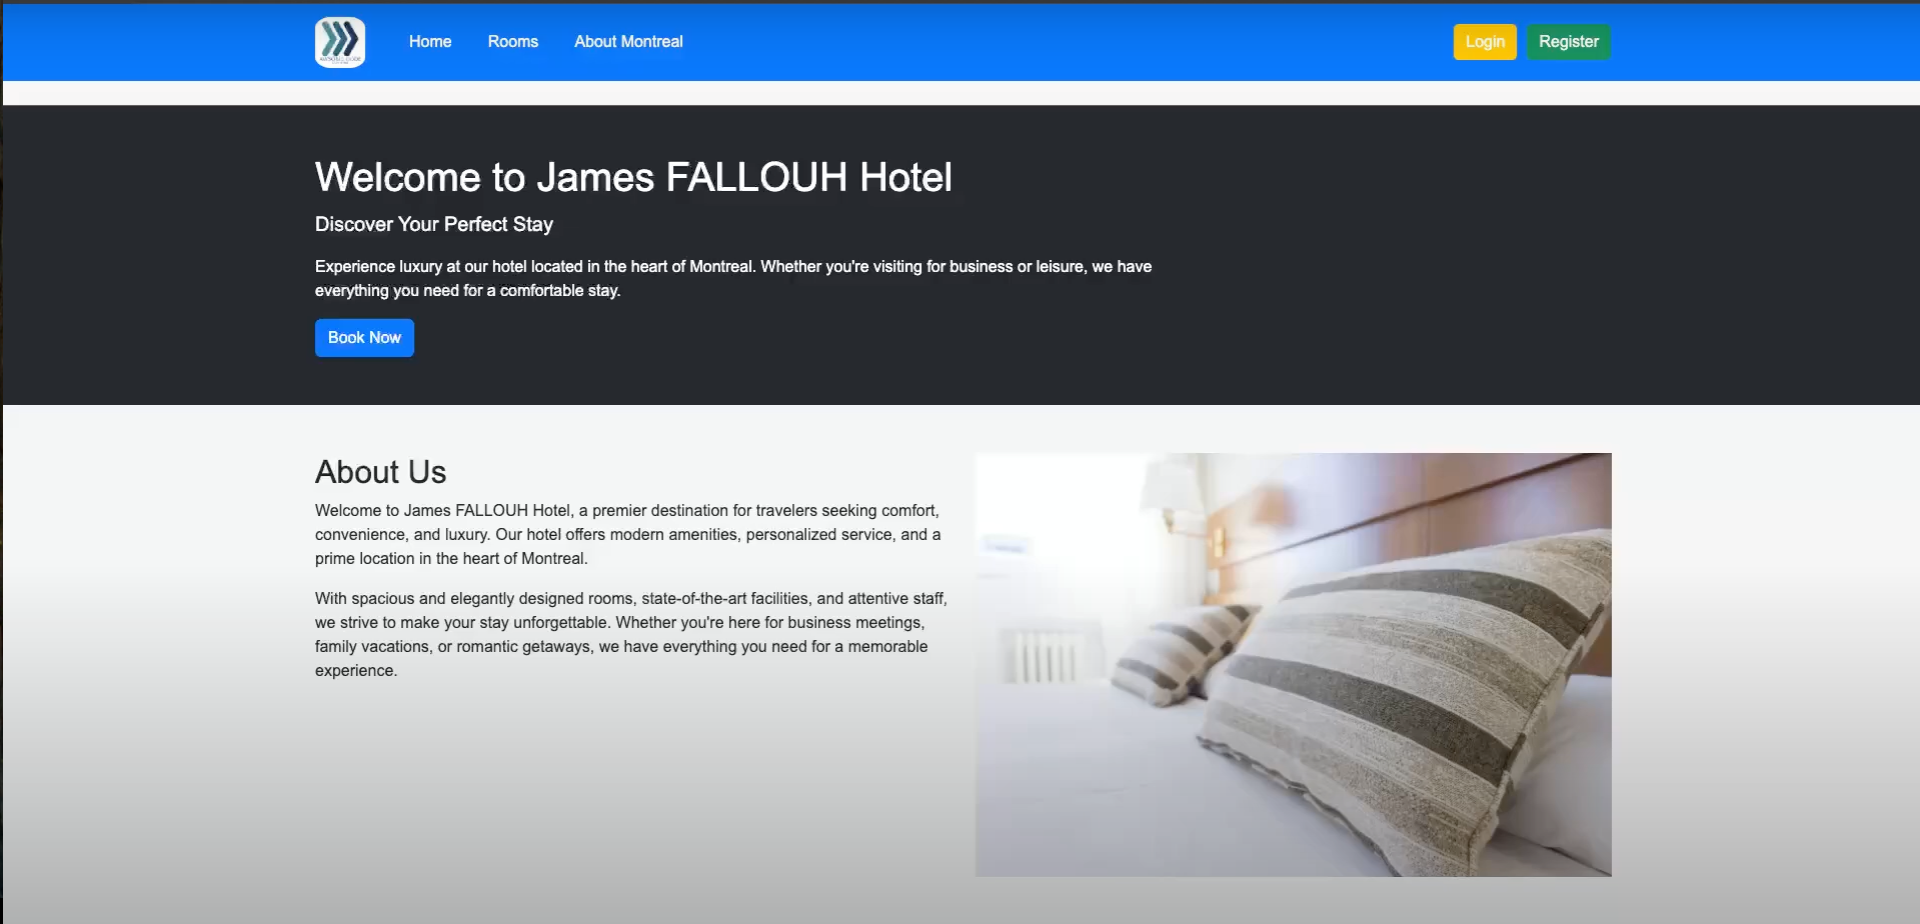 Home
Rooms
About Montreal
Login
Register
Welcome to James FALLOUH Hotel
Discover Your Perfect Stay
Experience luxury at our hotel located in the heart of Montreal. Whether you're visiting for business or leisure, we have
everything you need for a comfortable stay.
Book Now
About Us
Welcome to James FALLOUH Hotel, a premier destination for travelers seeking comfort,
convenience, and luxury. Our hotel offers modern amenities, personalized service, and a
prime location in the heart of Montreal.
With spacious and elegantly designed rooms, state-of-the-art facilities, and attentive staff,
we strive to make your stay unforgettable. Whether you're here for business meetings,
family vacations, or romantic getaways, we have everything you need for a memorable
experience.